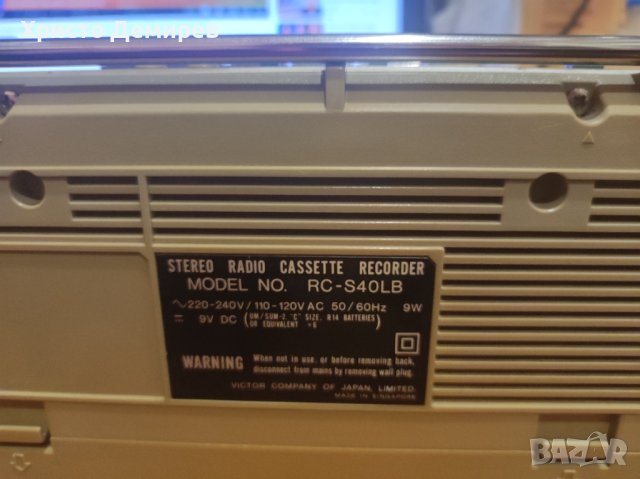 Христо Демирев
STEREO RADIO CASSETTE RECORDER
MODEL NO. RC-S40LB
∼220-240V/110-120V AC 50/60Hz 9W
⎓ 9V DC (UM/SUM-2, "C" SIZE, R14 BATTERIES
OR EQUIVALENT ×6)
WARNING When not in use, or before removing back,
disconnect from mains by removing wall plug.
VICTOR COMPANY OF JAPAN, LIMITED.
MADE IN SINGAPORE
BAZAR